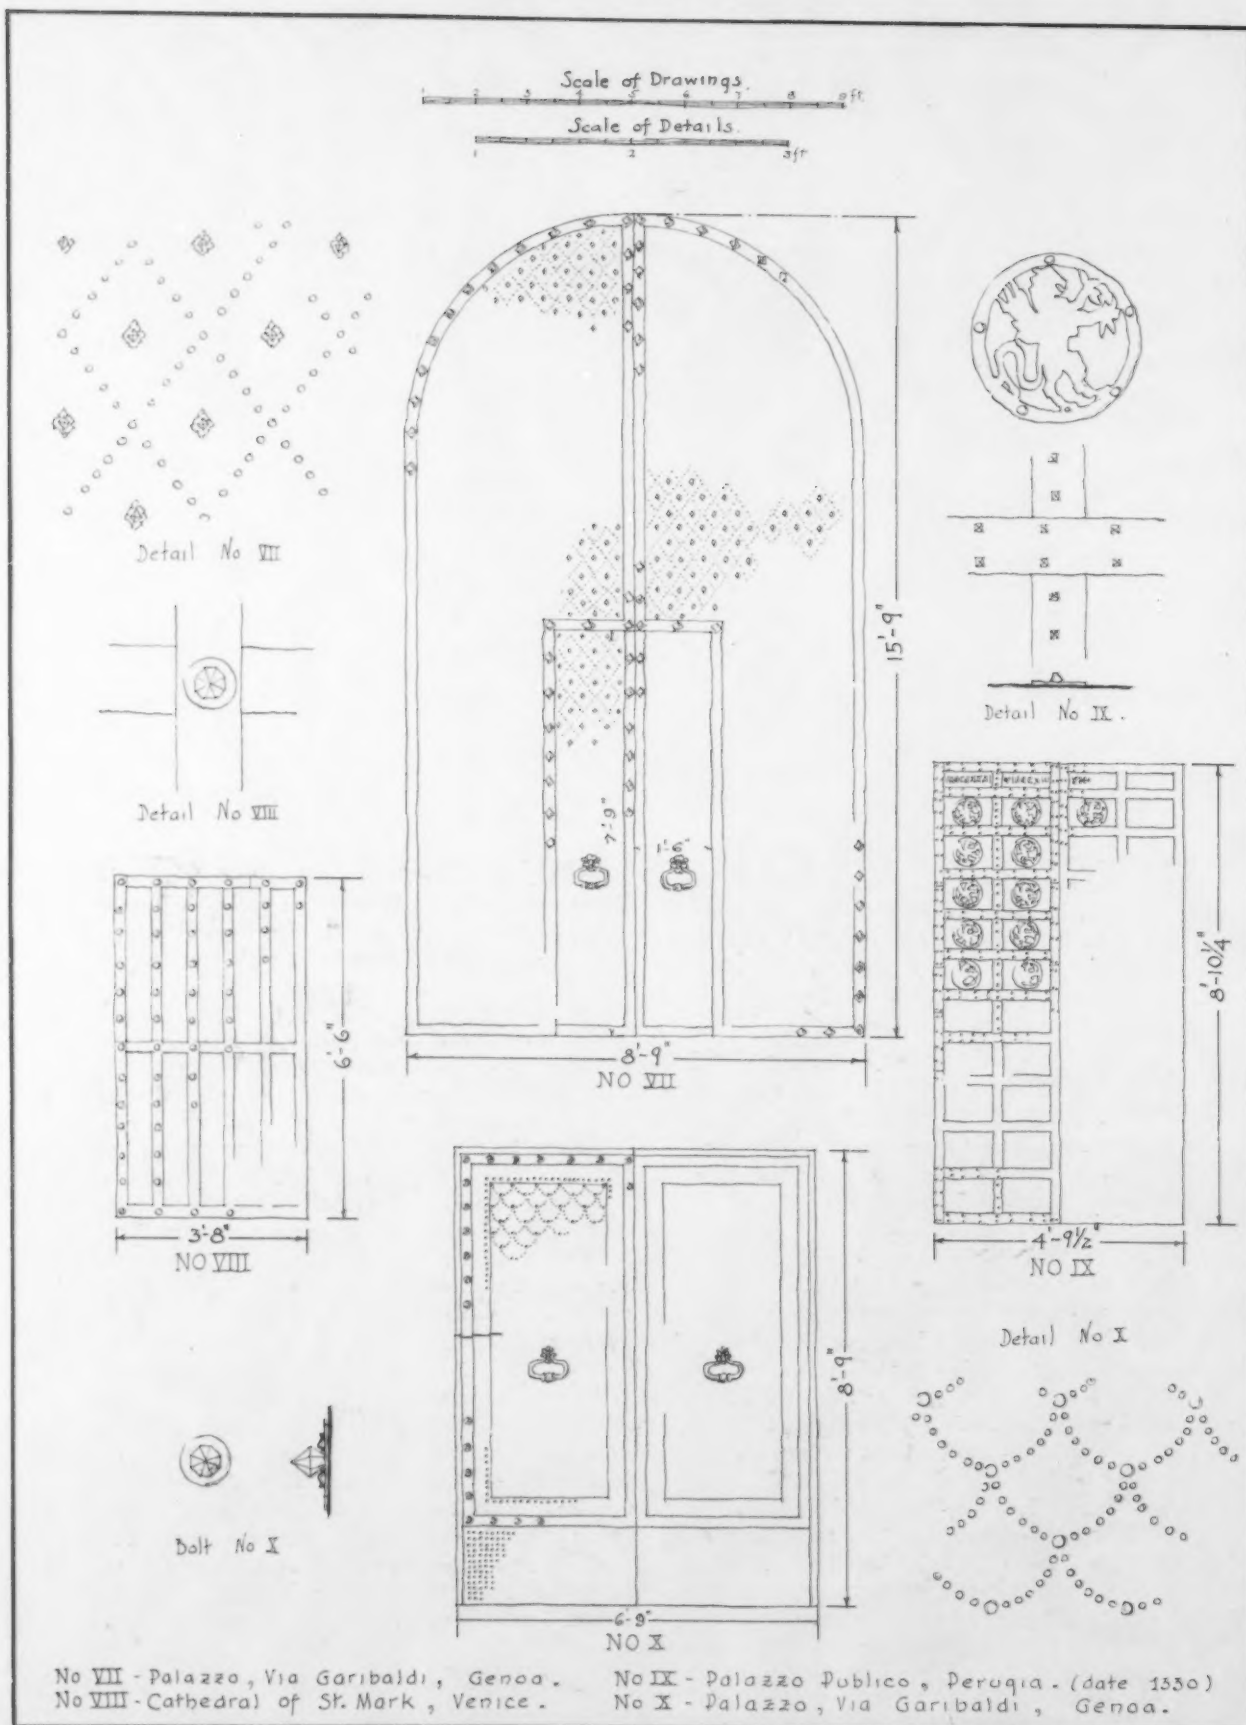 Scale of Drawings.
1 2 3 4 5 6 7 8 9 ft.
Scale of Details.
1 2 3 ft
Detail No VII
Detail No VIII
Detail No IX.
15'-9"
7'-9"
1'-6"
8'-9"
NO VII
6'-6"
3'-8"
NO VIII
8'-10¼"
4'-9½"
NO IX
8'-9"
6'-9"
NO X
Detail No X
Bolt No X
No VII - Palazzo, Via Garibaldi, Genoa.
No VIII - Cathedral of St. Mark, Venice.
No IX - Palazzo Publico, Perugia. (date 1330)
No X - Palazzo, Via Garibaldi, Genoa.